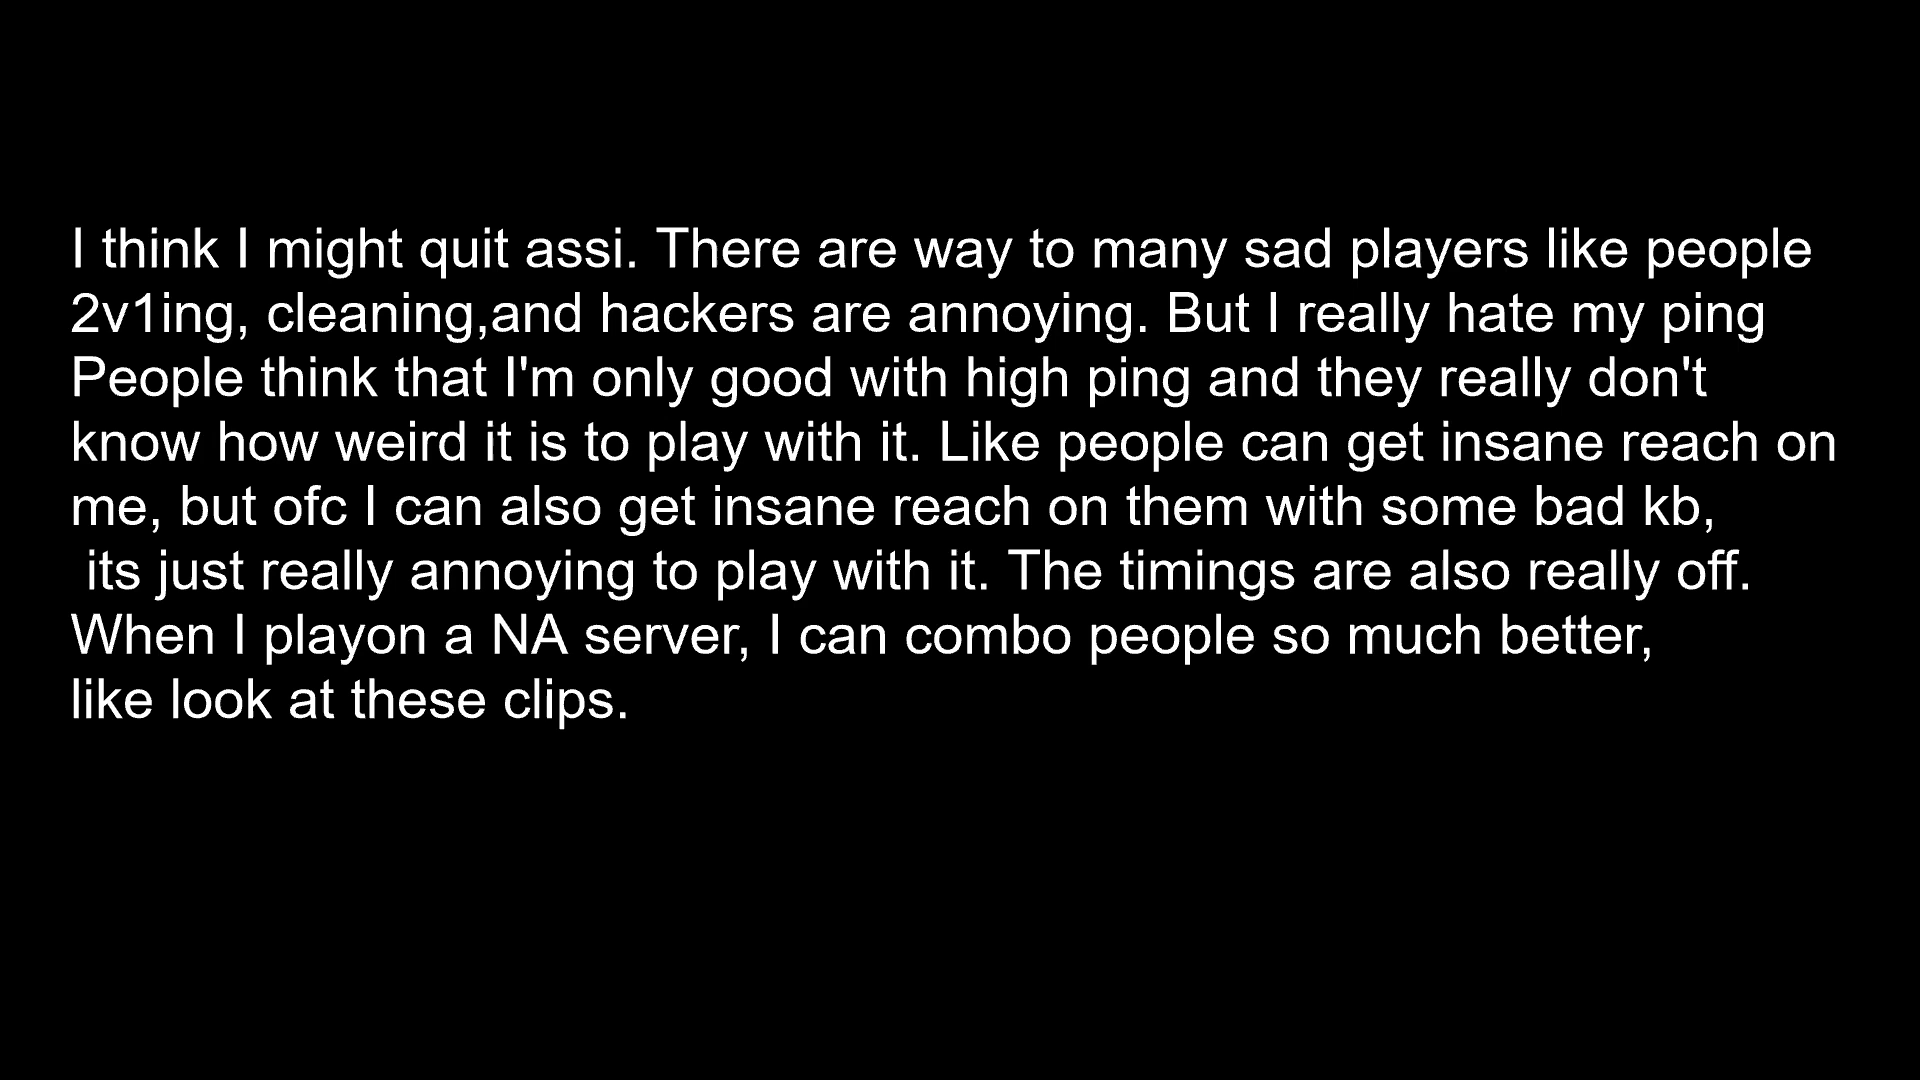 I think I might quit assi. There are way to many sad players like people
2v1ing, cleaning,and hackers are annoying. But I really hate my ping
People think that I'm only good with high ping and they really don't
know how weird it is to play with it. Like people can get insane reach on
me, but ofc I can also get insane reach on them with some bad kb,
its just really annoying to play with it. The timings are also really off.
When I playon a NA server, I can combo people so much better,
like look at these clips.